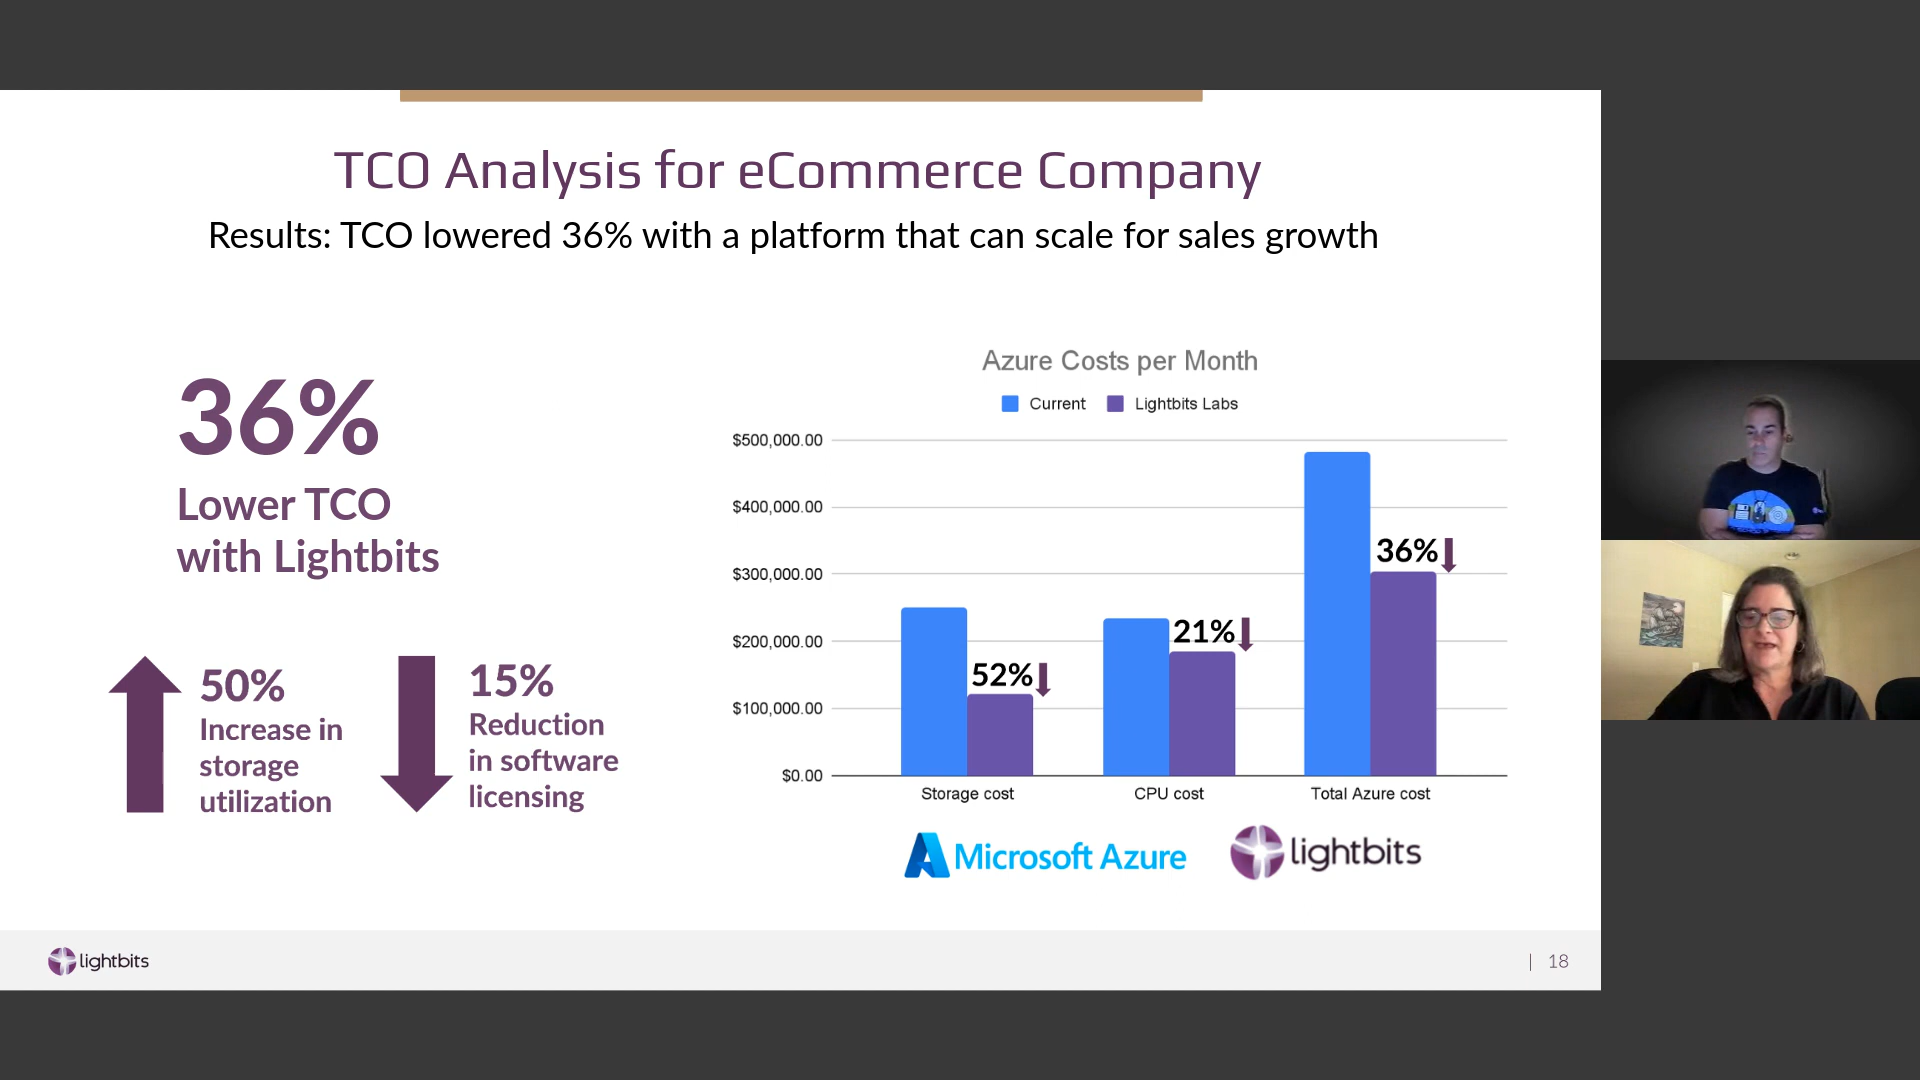 TCO Analysis for eCommerce Company
Results: TCO lowered 36% with a platform that can scale for sales growth
36%
Lower TCO
with Lightbits
50%
Increase in
storage
utilization
15%
Reduction
in software
licensing
Azure Costs per Month
Current
Lightbits Labs
$500,000.00
$400,000.00
$300,000.00
$200,000.00
$100,000.00
$0.00
52%
21%
36%
Storage cost
CPU cost
Total Azure cost
Microsoft Azure
lightbits
lightbits
| 18